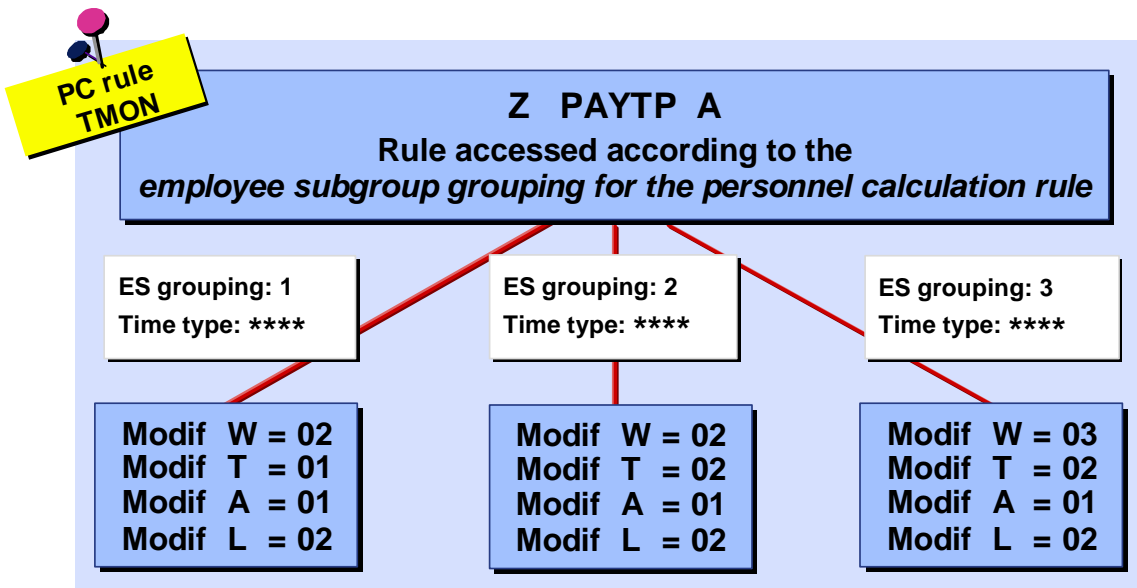 PC rule
TMON
Z PAYTP A
Rule accessed according to the
employee subgroup grouping for the personnel calculation rule
ES grouping: 1
Time type: ****
ES grouping: 2
Time type: ****
ES grouping: 3
Time type: ****
Modif W = 02
Modif T = 01
Modif A = 01
Modif L = 02
Modif W = 02
Modif T = 02
Modif A = 01
Modif L = 02
Modif W = 03
Modif T = 02
Modif A = 01
Modif L = 02